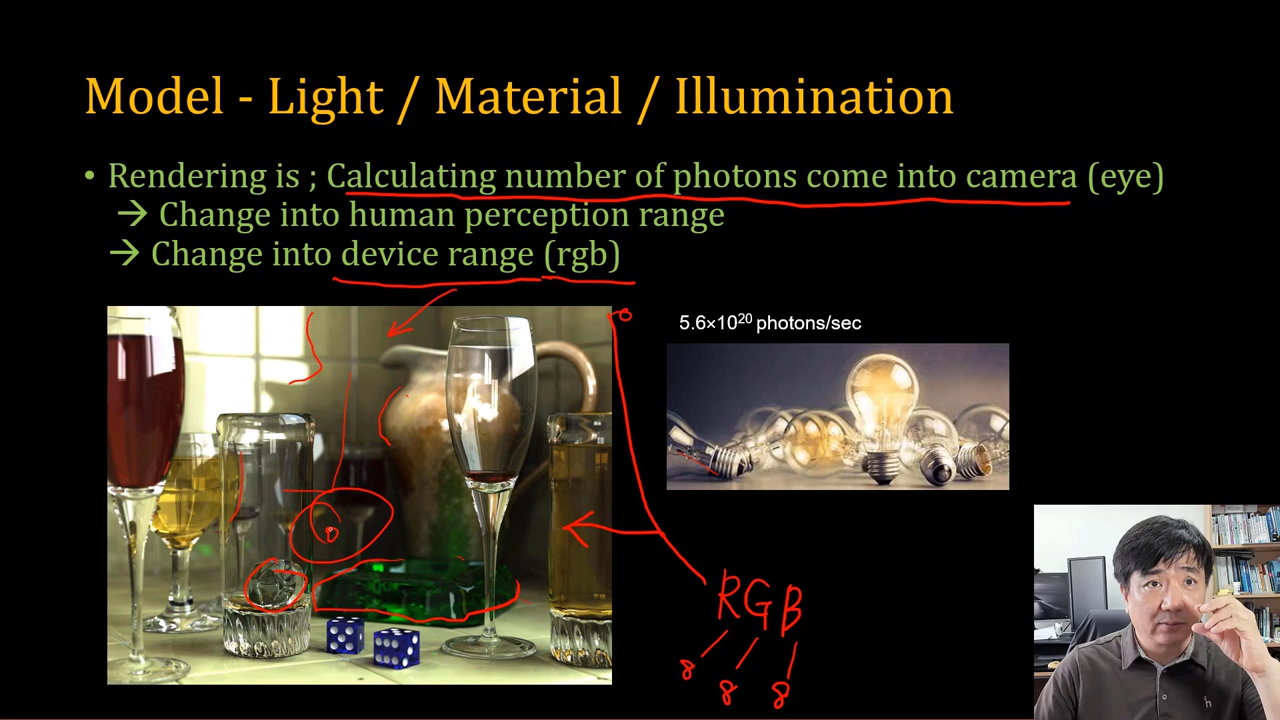 Model - Light / Material / Illumination
• Rendering is ; Calculating number of photons come into camera (eye)
→ Change into human perception range
→ Change into device range (rgb)
5.6×10²⁰ photons/sec
RGB
8 8 8